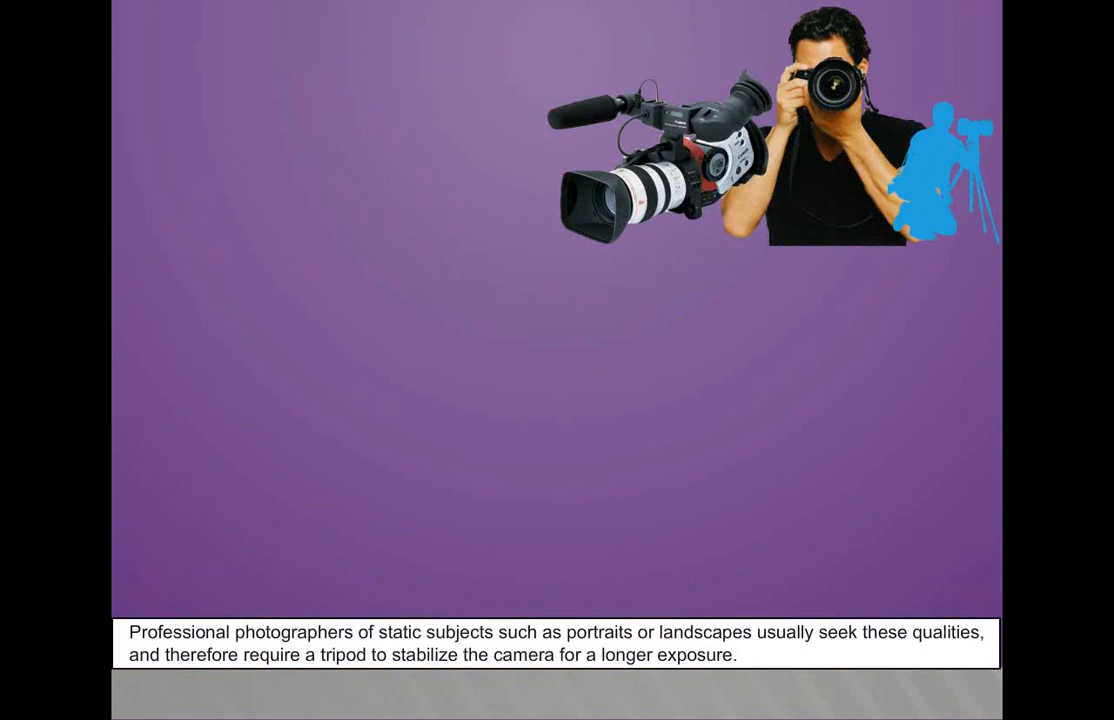 Professional photographers of static subjects such as portraits or landscapes usually seek these qualities,
and therefore require a tripod to stabilize the camera for a longer exposure.